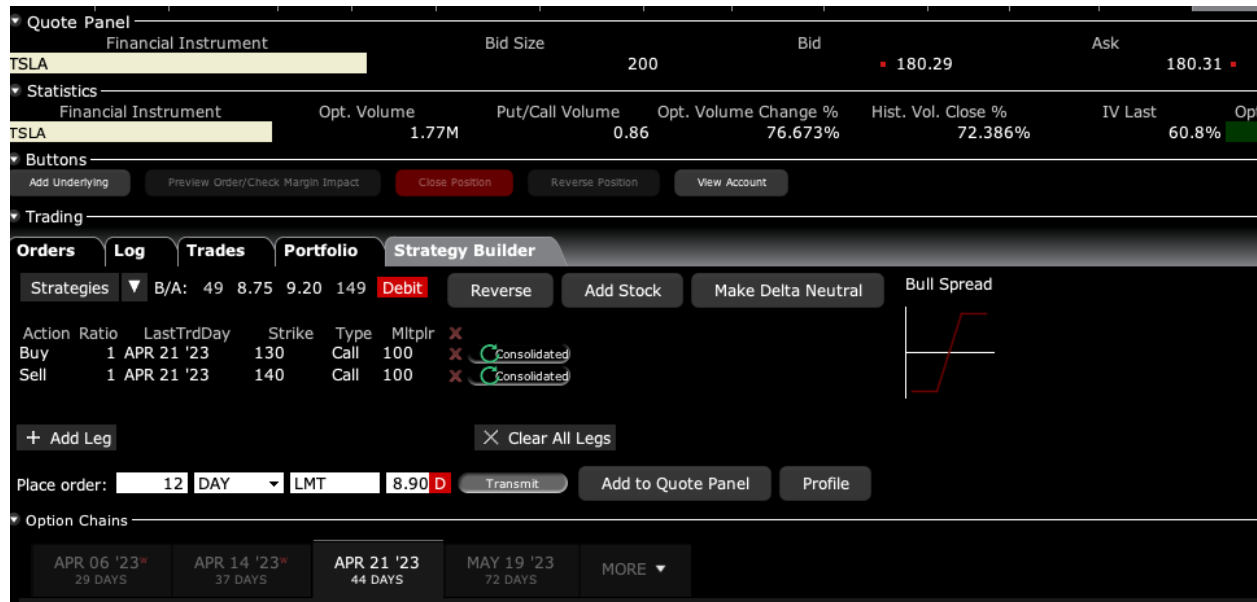 Quote Panel
Financial Instrument Bid Size Bid Ask
TSLA 200 180.29 180.31
Statistics
Financial Instrument Opt. Volume Put/Call Volume Opt. Volume Change % Hist. Vol. Close % IV Last Op
TSLA 1.77M 0.86 76.673% 72.386% 60.8%
Buttons
Add Underlying Preview Order/Check Margin Impact Close Position Reverse Position View Account
Trading
Orders Log Trades Portfolio Strategy Builder
Strategies ▼ B/A: 49 8.75 9.20 149 Debit Reverse Add Stock Make Delta Neutral Bull Spread
Action Ratio LastTrdDay Strike Type Mltplr X
Buy 1 APR 21 '23 130 Call 100 X Consolidated
Sell 1 APR 21 '23 140 Call 100 X Consolidated
+ Add Leg X Clear All Legs
Place order: 12 DAY LMT 8.90 D Transmit Add to Quote Panel Profile
Option Chains
APR 06 '23W APR 14 '23W APR 21 '23 MAY 19 '23 MORE ▼
29 DAYS 37 DAYS 44 DAYS 72 DAYS